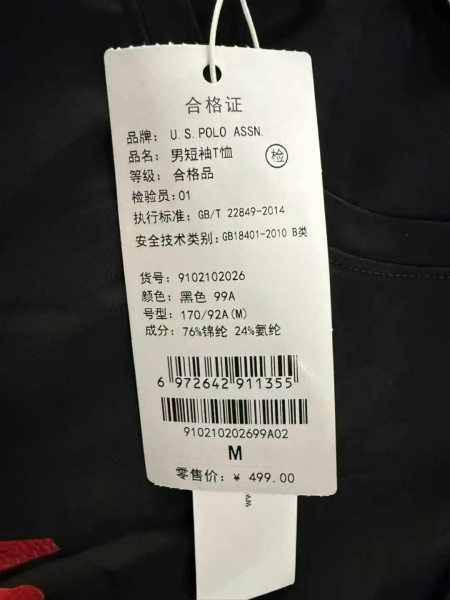 合格证
品牌: U.S.POLO ASSN.
品名: 男短袖T恤 检
等级: 合格品
检验员:01
执行标准: GB/T 22849-2014
安全技术类别:GB18401-2010 B类
货号: 9102102026
颜色: 黑色 99A
号型: 170/92A(M)
成分: 76%锦纶 24%氨纶
6 972642 911355
910210202699A02
M
零售价: ¥ 499.00